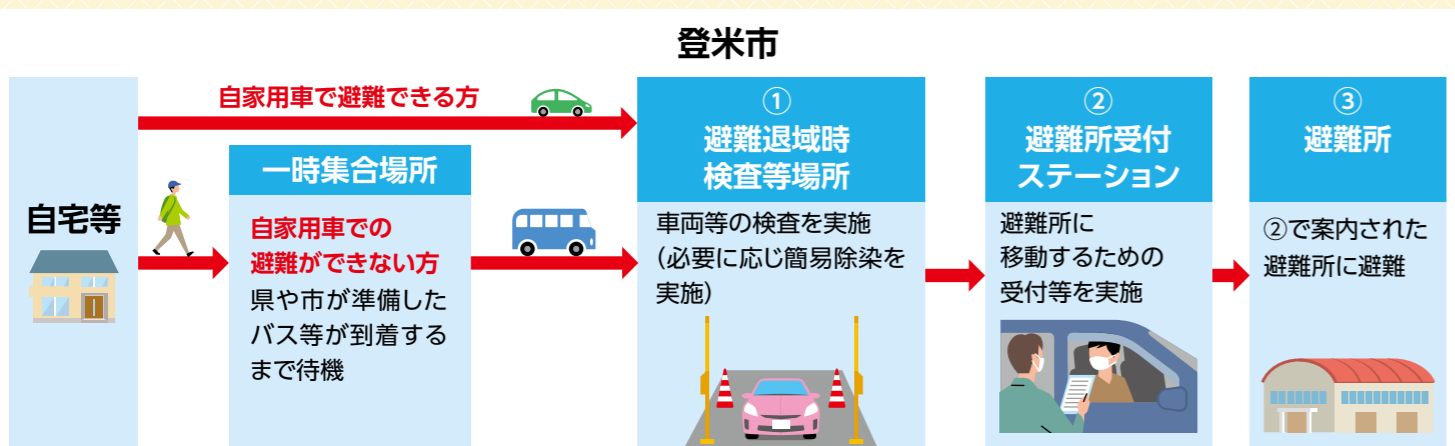 登米市
自宅等
自家用車で避難できる方
一時集合場所
自家用車での
避難ができない方
県や市が準備した
バス等が到着する
まで待機
①
避難退域時
検査等場所
車両等の検査を実施
（必要に応じ簡易除染を
実施）
②
避難所受付
ステーション
避難所に
移動するための
受付等を実施
③
避難所
②で案内された
避難所に避難